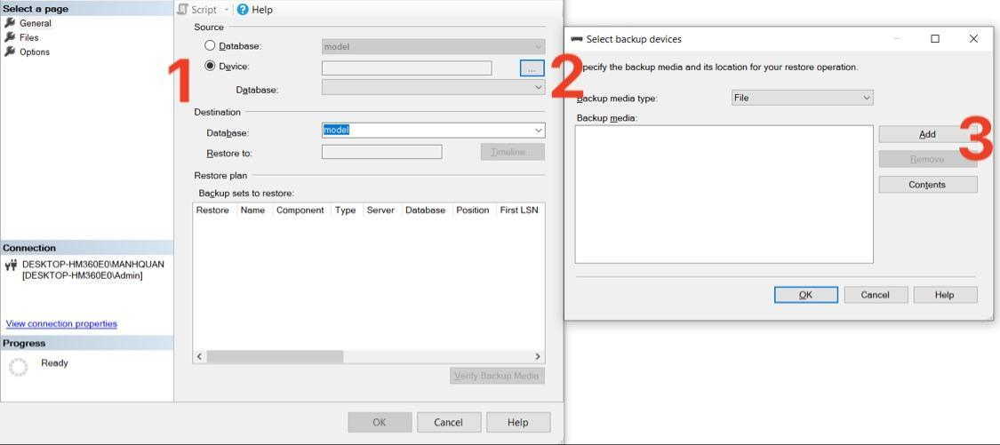 Select a page
General
Files
Options
Script
Help
Source
Database:
model
Device:
...
Database:
Destination
Database:
model
Restore to:
Timeline...
Restore plan
Backup sets to restore:
Restore Name Component Type Server Database Position First LSN
Verify Backup Media
OK Cancel Help
Connection
DESKTOP-HM360E0\MANHQUAN
[DESKTOP-HM360E0\Admin]
View connection properties
Progress
Ready
1
2
Select backup devices
pecify the backup media and its location for your restore operation.
Backup media type:
File
Backup media:
Add
3
Remove
Contents
OK Cancel Help